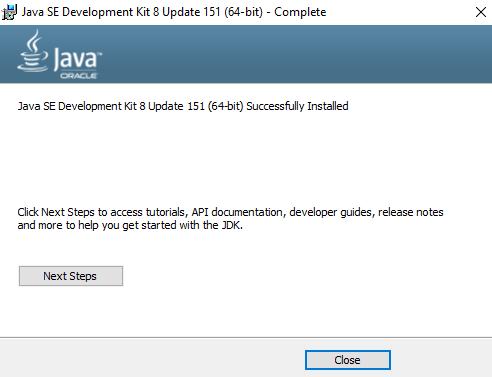 Java SE Development Kit 8 Update 151 (64-bit) - Complete
Java
ORACLE
Java SE Development Kit 8 Update 151 (64-bit) Successfully Installed
Click Next Steps to access tutorials, API documentation, developer guides, release notes
and more to help you get started with the JDK.
Next Steps
Close